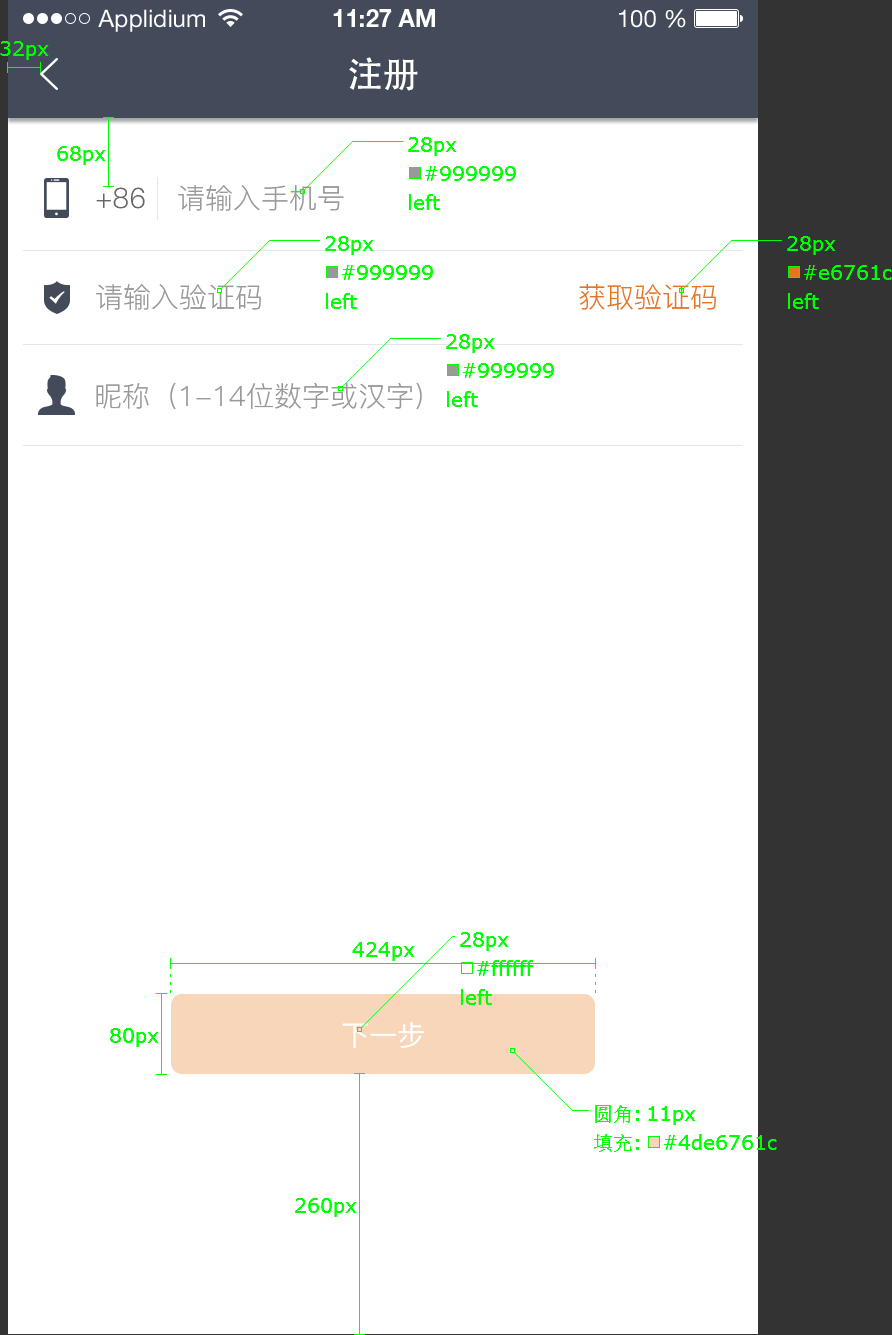 Applidium 11:27 AM 100 %
32px
注册
68px
28px
#999999
left
+86 请输入手机号
28px
#999999
left
28px
#e6761c
left
请输入验证码 获取验证码
28px
#999999
left
昵称（1-14位数字或汉字）
28px
#ffffff
left
424px
80px
下一步
圆角: 11px
填充: #4de6761c
260px